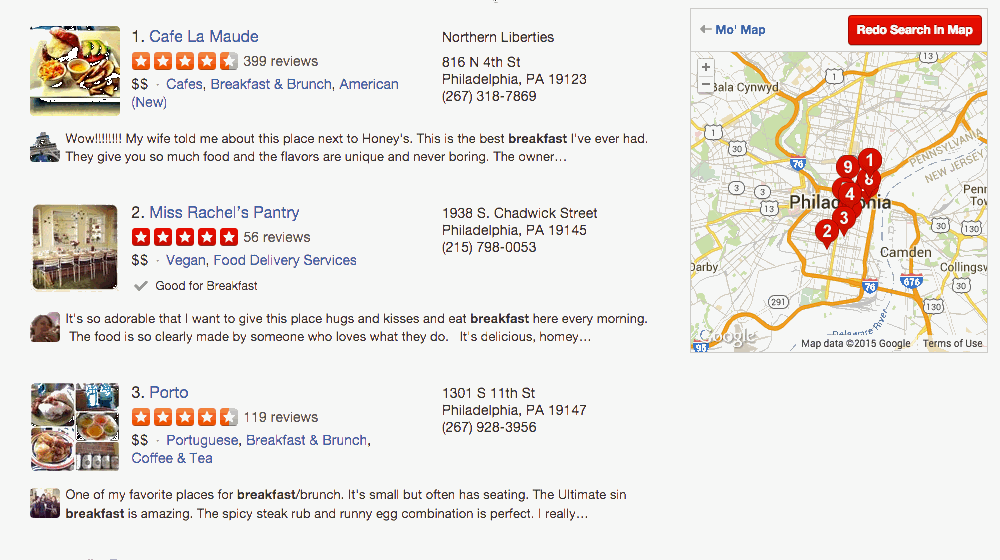 1. Cafe La Maude
399 reviews
$$ · Cafes, Breakfast & Brunch, American
(New)
Northern Liberties
816 N 4th St
Philadelphia, PA 19123
(267) 318-7869
Wow!!!!!!!! My wife told me about this place next to Honey's. This is the best breakfast I've ever had.
They give you so much food and the flavors are unique and never boring. The owner…
2. Miss Rachel's Pantry
56 reviews
$$ · Vegan, Food Delivery Services
Good for Breakfast
1938 S. Chadwick Street
Philadelphia, PA 19145
(215) 798-0053
It's so adorable that I want to give this place hugs and kisses and eat breakfast here every morning.
The food is so clearly made by someone who loves what they do. It's delicious, homey…
3. Porto
119 reviews
$$ · Portuguese, Breakfast & Brunch,
Coffee & Tea
1301 S 11th St
Philadelphia, PA 19147
(267) 928-3956
One of my favorite places for breakfast/brunch. It's small but often has seating. The Ultimate sin
breakfast is amazing. The spicy steak rub and runny egg combination is perfect. I really…
Mo' Map
Redo Search In Map
+
−
1
Bala Cynwyd
1
30
PENNSYLVANIA
NEW JERSEY
76
9
1
8
4
3
2
3
3
13
30
Philadelphia
Penn
Tow
30
130
Camden
Collingsw
Darby
76
676
291
130
Delaware River
Google
95
Map data ©2015 Google Terms of Use